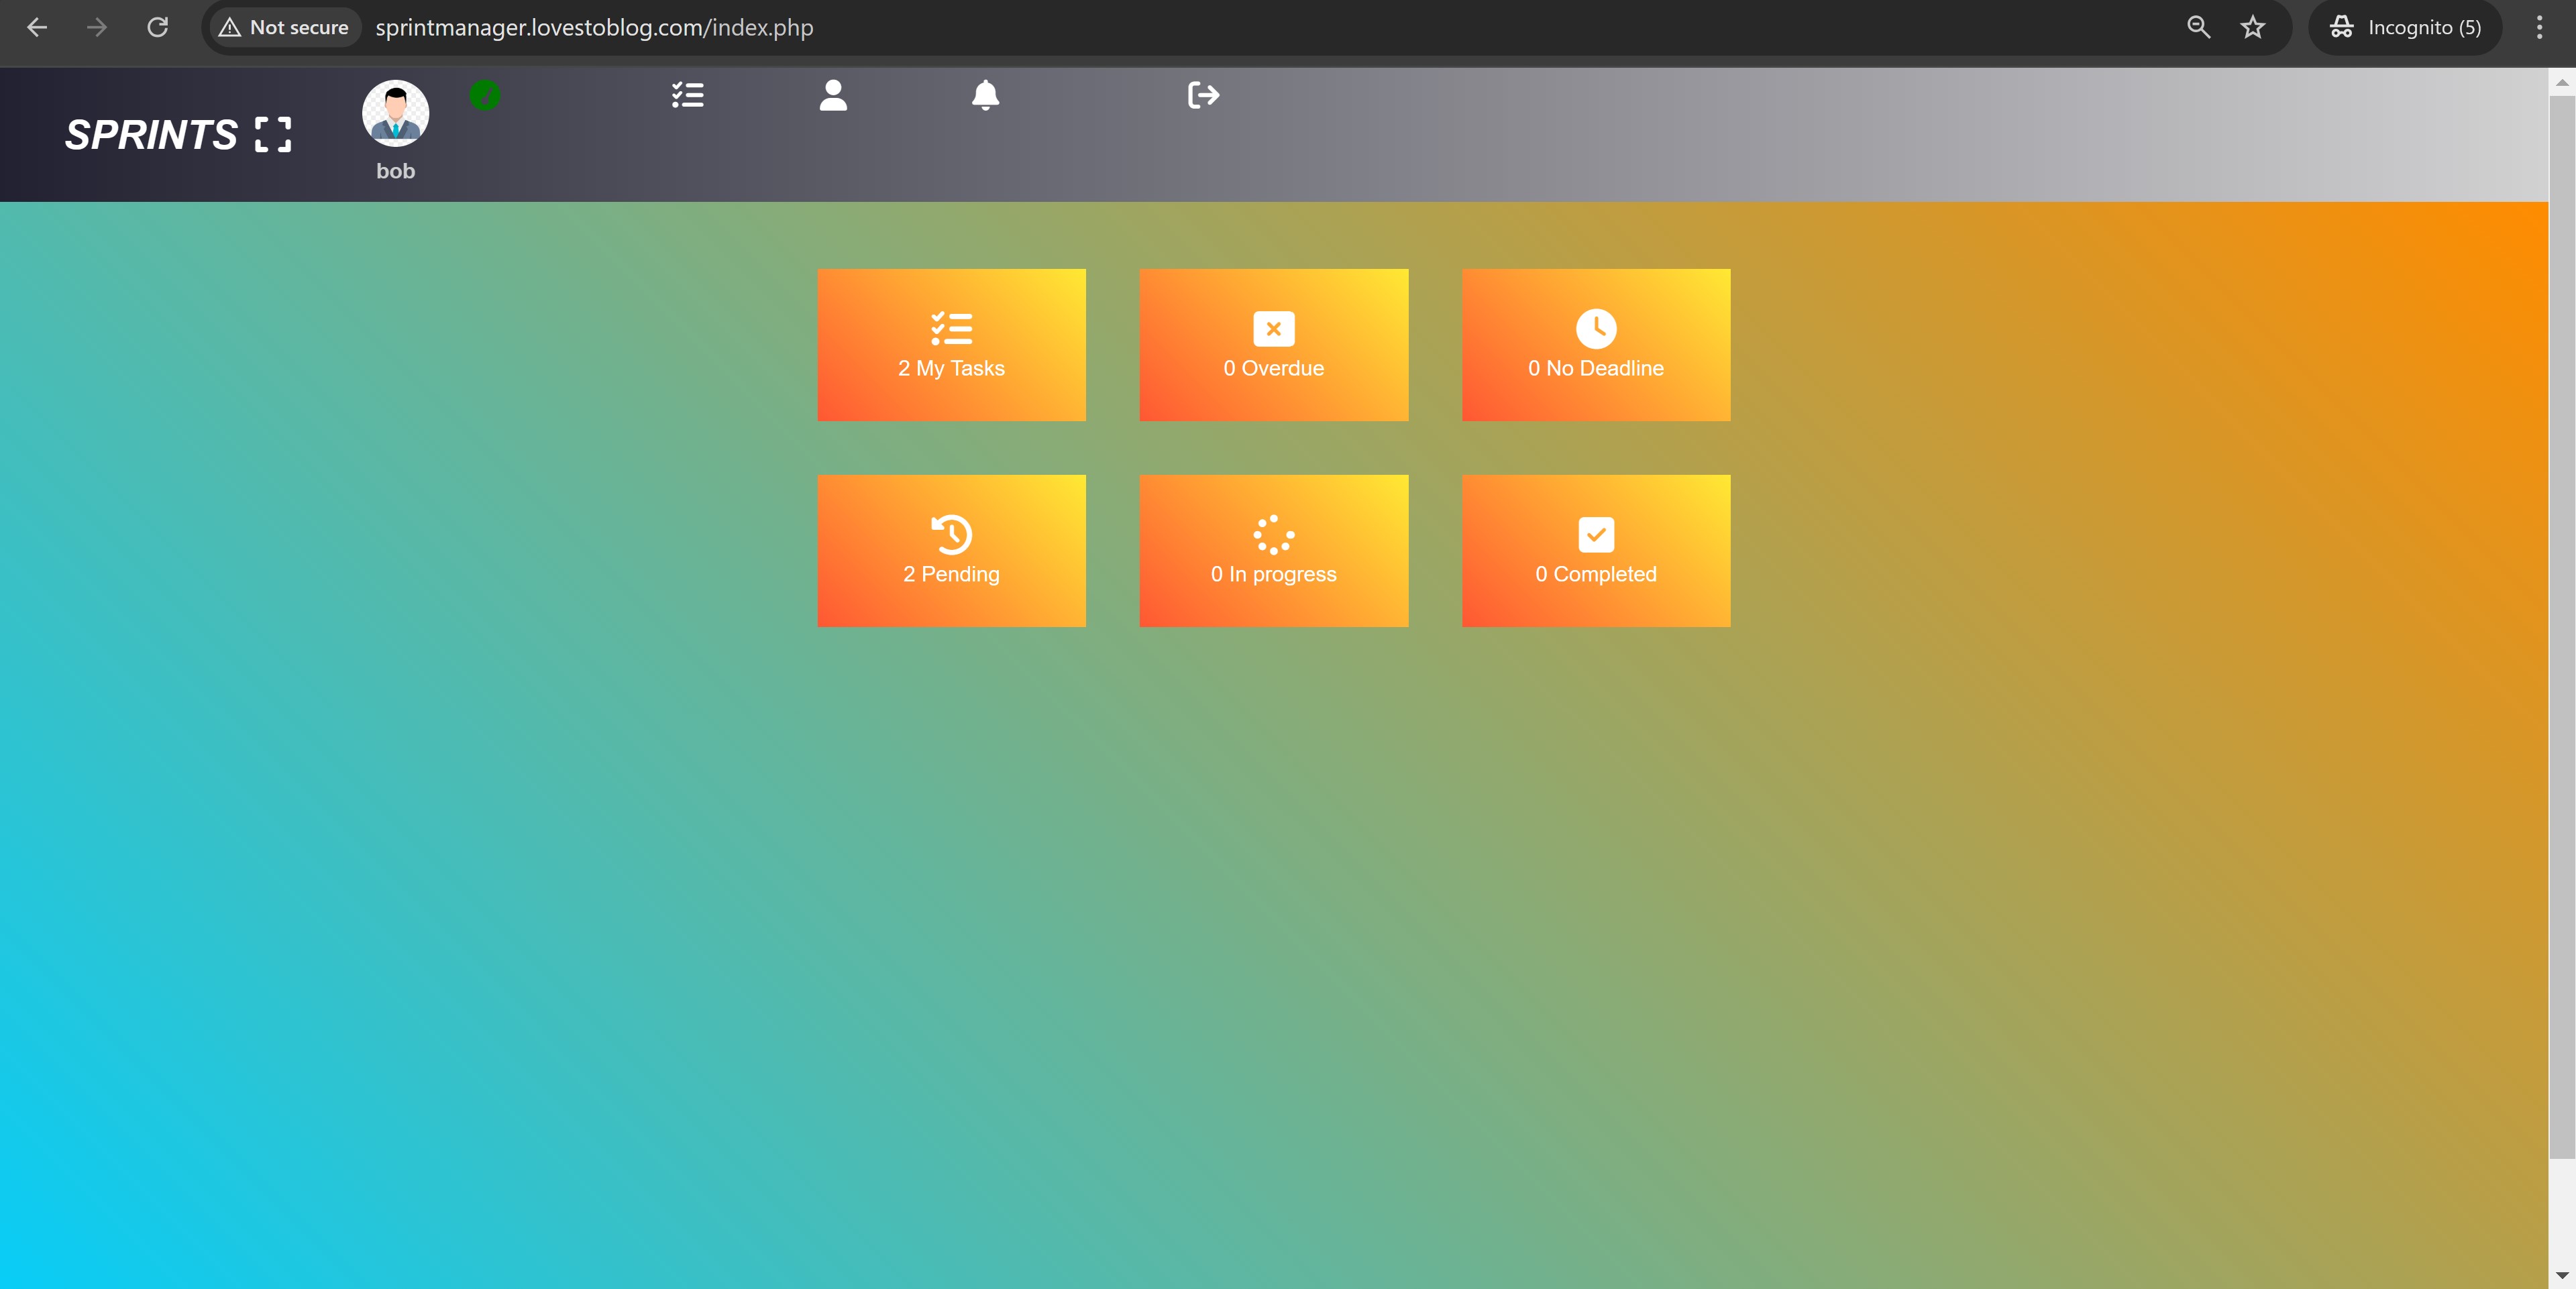 Not secure
sprintmanager.lovestoblog.com/index.php
Incognito (5)
SPRINTS
bob
2 My Tasks
0 Overdue
0 No Deadline
2 Pending
0 In progress
0 Completed